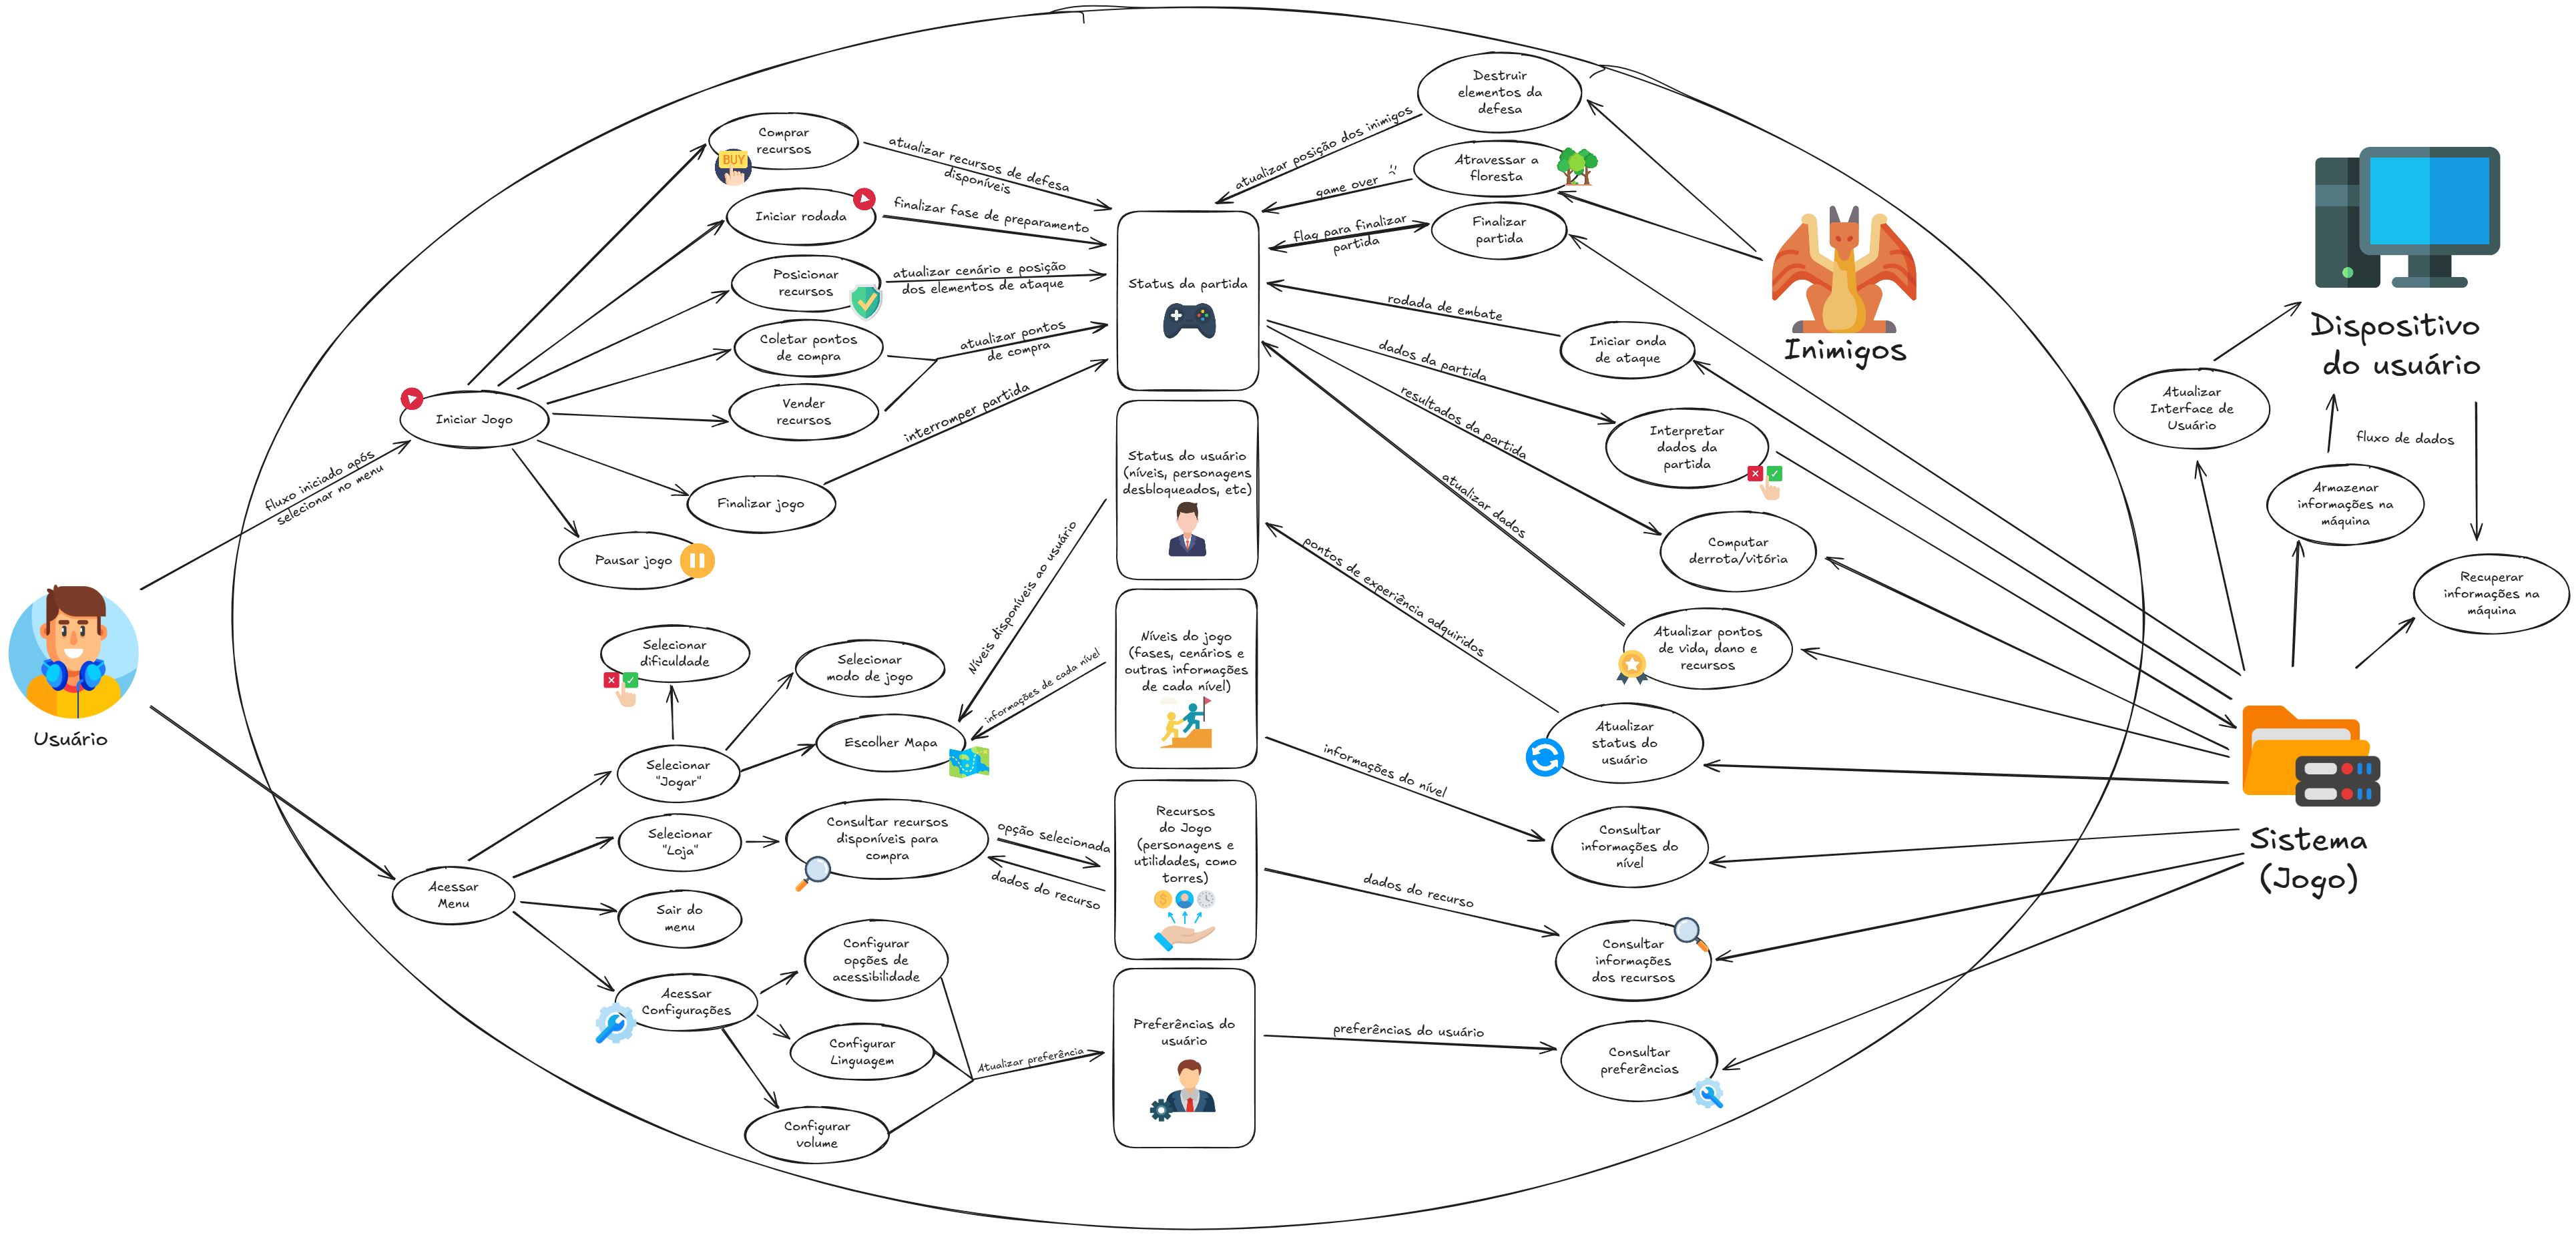 Usuário
fluxo iniciado após
selecionar no menu
Iniciar Jogo
Comprar
recursos
BUY
Iniciar rodada
Posicionar
recursos
Coletar pontos
de compra
Vender
recursos
Finalizar jogo
Pausar jogo
atualizar recursos de defesa
disponíveis
finalizar fase de preparamento
atualizar cenário e posição
dos elementos de ataque
atualizar pontos
de compra
interromper partida
Acessar
Menu
Selecionar
"Jogar"
Selecionar
dificuldade
Selecionar
modo de jogo
Escolher Mapa
Níveis disponíveis ao usuário
informações de cada nível
Selecionar
"Loja"
Consultar recursos
disponíveis para
compra
opção selecionada
dados do recurso
Sair do
menu
Acessar
Configurações
Configurar
opções de
acessibilidade
Configurar
Linguagem
Configurar
volume
Atualizar preferência
Status da partida
Status do usuário
(níveis, personagens
desbloqueados, etc)
Níveis do jogo
(fases, cenários e
outras informações
de cada nível)
Recursos
do Jogo
(personagens e
utilidades, como
torres)
Preferências do
usuário
Destruir
elementos da
defesa
atualizar posição dos inimigos
Atravessar a
floresta
game over
Finalizar
partida
flag para finalizar
partida
Iniciar onda
de ataque
rodada de embate
Interpretar
dados da
partida
dados da partida
Computar
derrota/vitória
resultados da partida
Atualizar pontos
de vida, dano e
recursos
atualizar dados
Atualizar
status do
usuário
pontos de experiência adquiridos
Consultar
informações do
nível
informações do nível
Consultar
informações
dos recursos
dados do recurso
Consultar
preferências
preferências do usuário
Inimigos
Dispositivo
do usuário
Atualizar
Interface de
Usuário
fluxo de dados
Armazenar
informações na
máquina
Recuperar
informações na
máquina
Sistema
(Jogo)